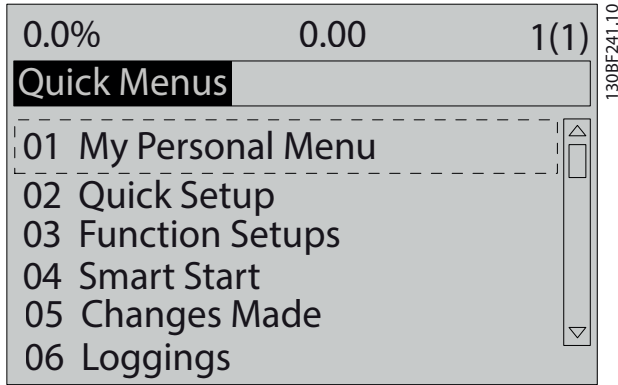 0.0% 0.00 1(1)
Quick Menus
01 My Personal Menu
02 Quick Setup
03 Function Setups
04 Smart Start
05 Changes Made
06 Loggings
130BF241.10